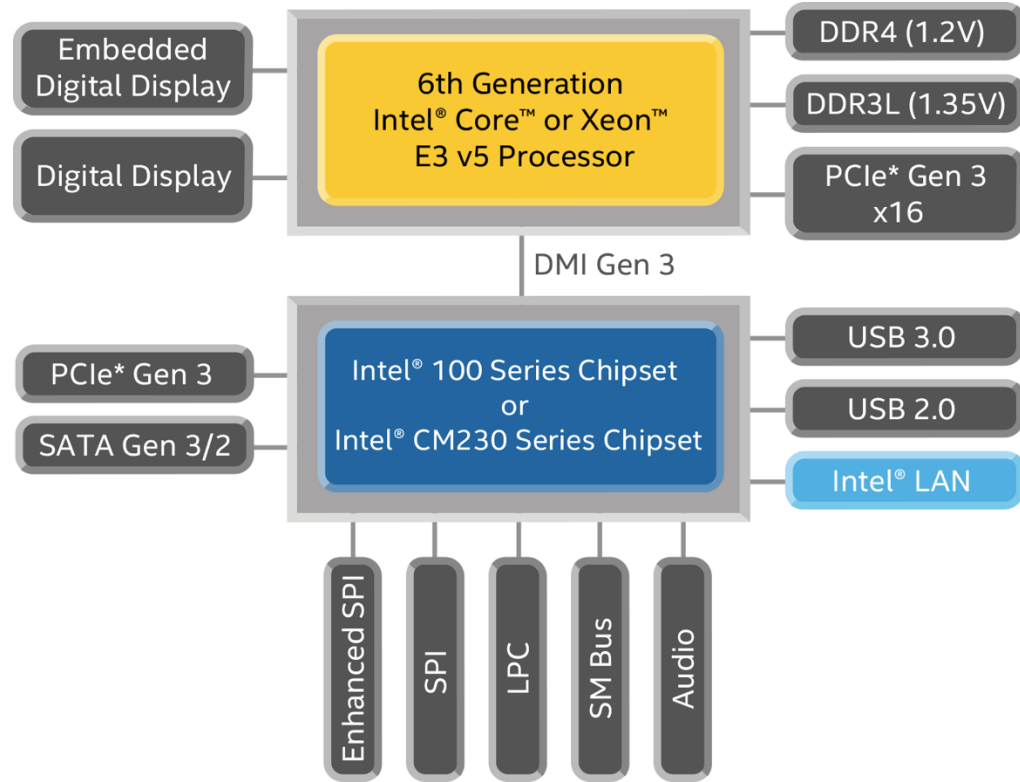 Embedded
Digital Display
Digital Display
6th Generation
Intel® Core™ or Xeon™
E3 v5 Processor
DDR4 (1.2V)
DDR3L (1.35V)
PCIe* Gen 3
x16
DMI Gen 3
PCIe* Gen 3
SATA Gen 3/2
Intel® 100 Series Chipset
or
Intel® CM230 Series Chipset
USB 3.0
USB 2.0
Intel® LAN
Enhanced SPI
SPI
LPC
SM Bus
Audio